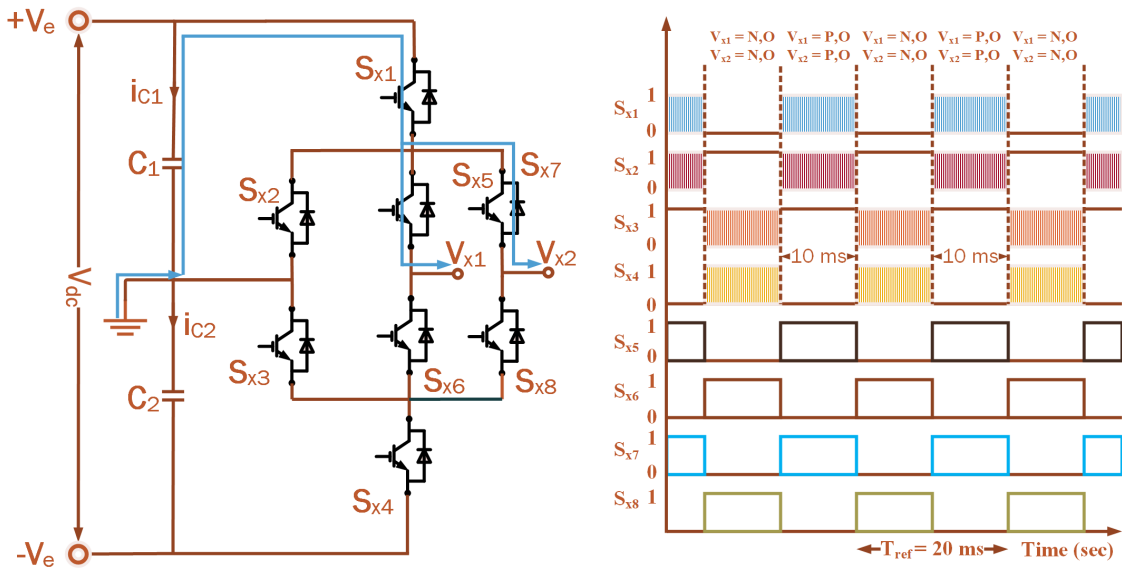 +Ve
iC1
C1
Vdc
iC2
C2
-Ve
Sx1
Sx2
Sx5
Sx7
Vx1
Vx2
Sx3
Sx6
Sx8
Sx4
Vx1 = N,O
Vx2 = N,O
Vx1 = P,O
Vx2 = P,O
Vx1 = N,O
Vx2 = N,O
Vx1 = P,O
Vx2 = P,O
Vx1 = N,O
Vx2 = N,O
Sx1
1
0
Sx2
1
0
Sx3
1
0
10 ms
10 ms
Sx4
1
0
Sx5
1
0
Sx6
1
0
Sx7
1
0
Sx8
1
Tref = 20 ms
Time (sec)